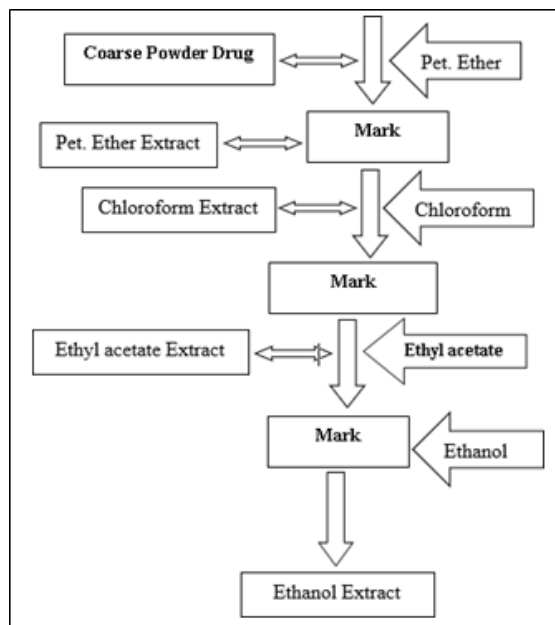 Coarse Powder Drug
Pet. Ether
Mark
Pet. Ether Extract
Chloroform Extract
Chloroform
Mark
Ethyl acetate Extract
Ethyl acetate
Mark
Ethanol
Ethanol Extract